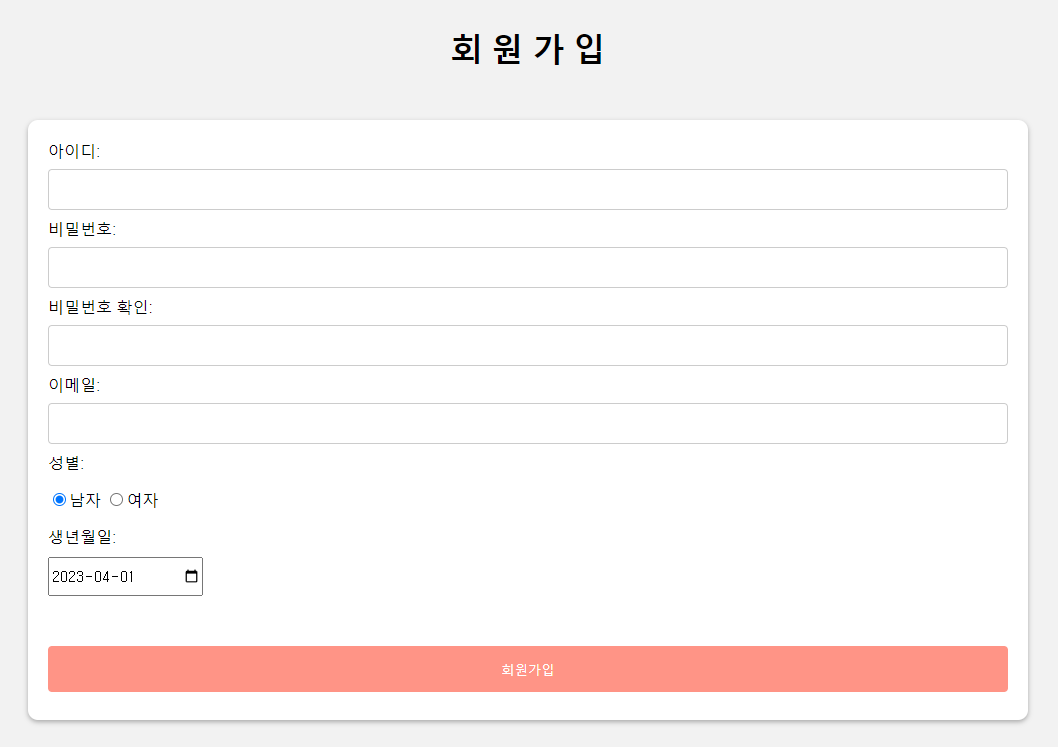 회 원 가 입
아이디:
비밀번호:
비밀번호 확인:
이메일:
성별:
남자 여자
생년월일:
2023-04-01
회원가입